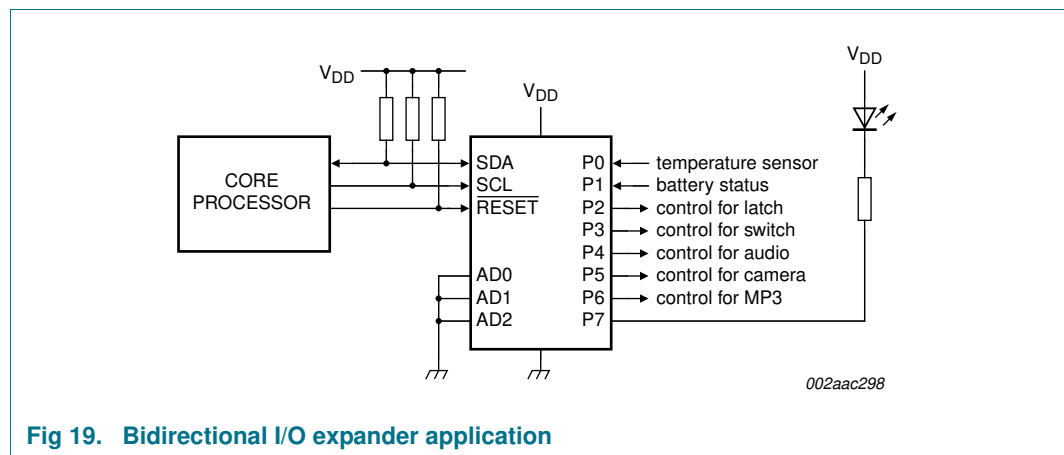 VDD
VDD
VDD
CORE
PROCESSOR
SDA
SCL
RESET
AD0
AD1
AD2
P0
P1
P2
P3
P4
P5
P6
P7
temperature sensor
battery status
control for latch
control for switch
control for audio
control for camera
control for MP3
002aac298
Fig 19. Bidirectional I/O expander application